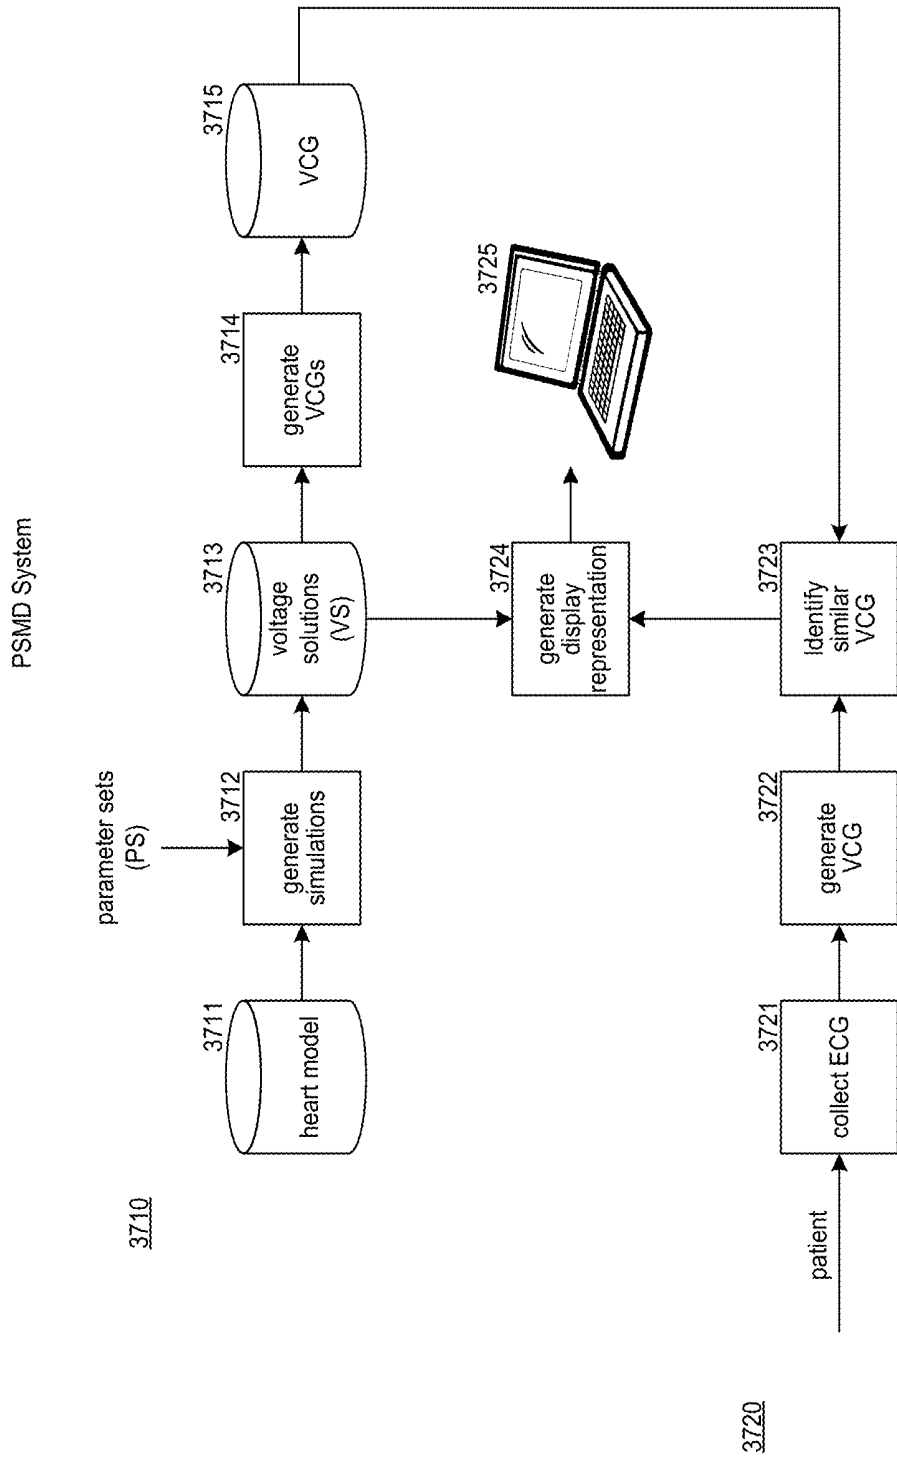 PSMD System
3710
parameter sets
(PS)
3711
heart model
3712
generate
simulations
3713
voltage
solutions
(VS)
3714
generate
VCGs
3715
VCG
3724
generate
display
representation
3725
3720
patient
3721
collect ECG
3722
generate
VCG
3723
Identify
similar
VCG